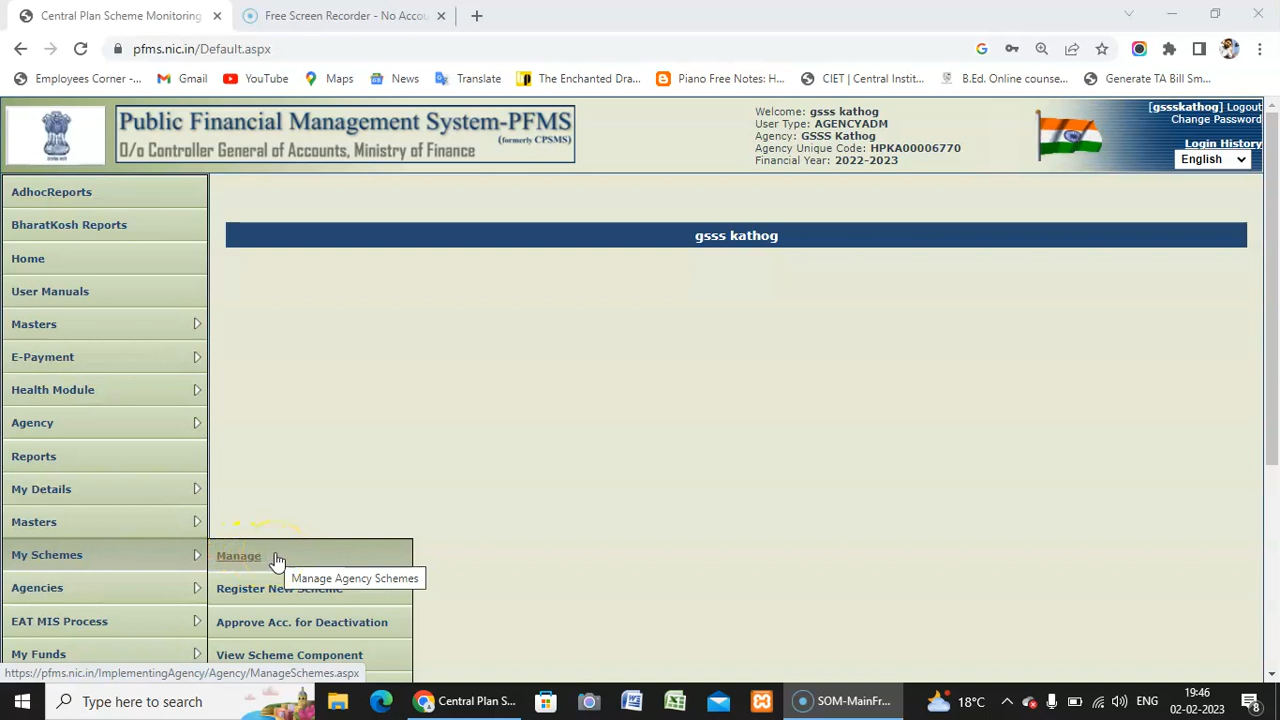 Central Plan Scheme Monitoring
Free Screen Recorder - No Accou
pfms.nic.in/Default.aspx
Employees Corner -...
Gmail
YouTube
Maps
News
Translate
The Enchanted Dra...
Piano Free Notes: H...
CIET | Central Instit...
B.Ed. Online counse...
Generate TA Bill Sm...
Public Financial Management System-PFMS
(formerly CPSMS)
O/o Controller General of Accounts, Ministry of Finance
Welcome: gsss kathog
User Type: AGENCYADM
Agency: GSSS Kathog
Agency Unique Code: HPKA00006770
Financial Year: 2022-2023
[gssskathog] Logout
Change Password
Login History
English
AdhocReports
BharatKosh Reports
Home
User Manuals
Masters
E-Payment
Health Module
Agency
Reports
My Details
Masters
My Schemes
Agencies
EAT MIS Process
My Funds
gsss kathog
Manage
Manage Agency Schemes
Register New Scheme
Approve Acc. for Deactivation
View Scheme Component
https://pfms.nic.in/ImplementingAgency/Agency/ManageSchemes.aspx
Type here to search
Central Plan S...
SOM-MainFr...
18°C
ENG
19:46
02-02-2023
8